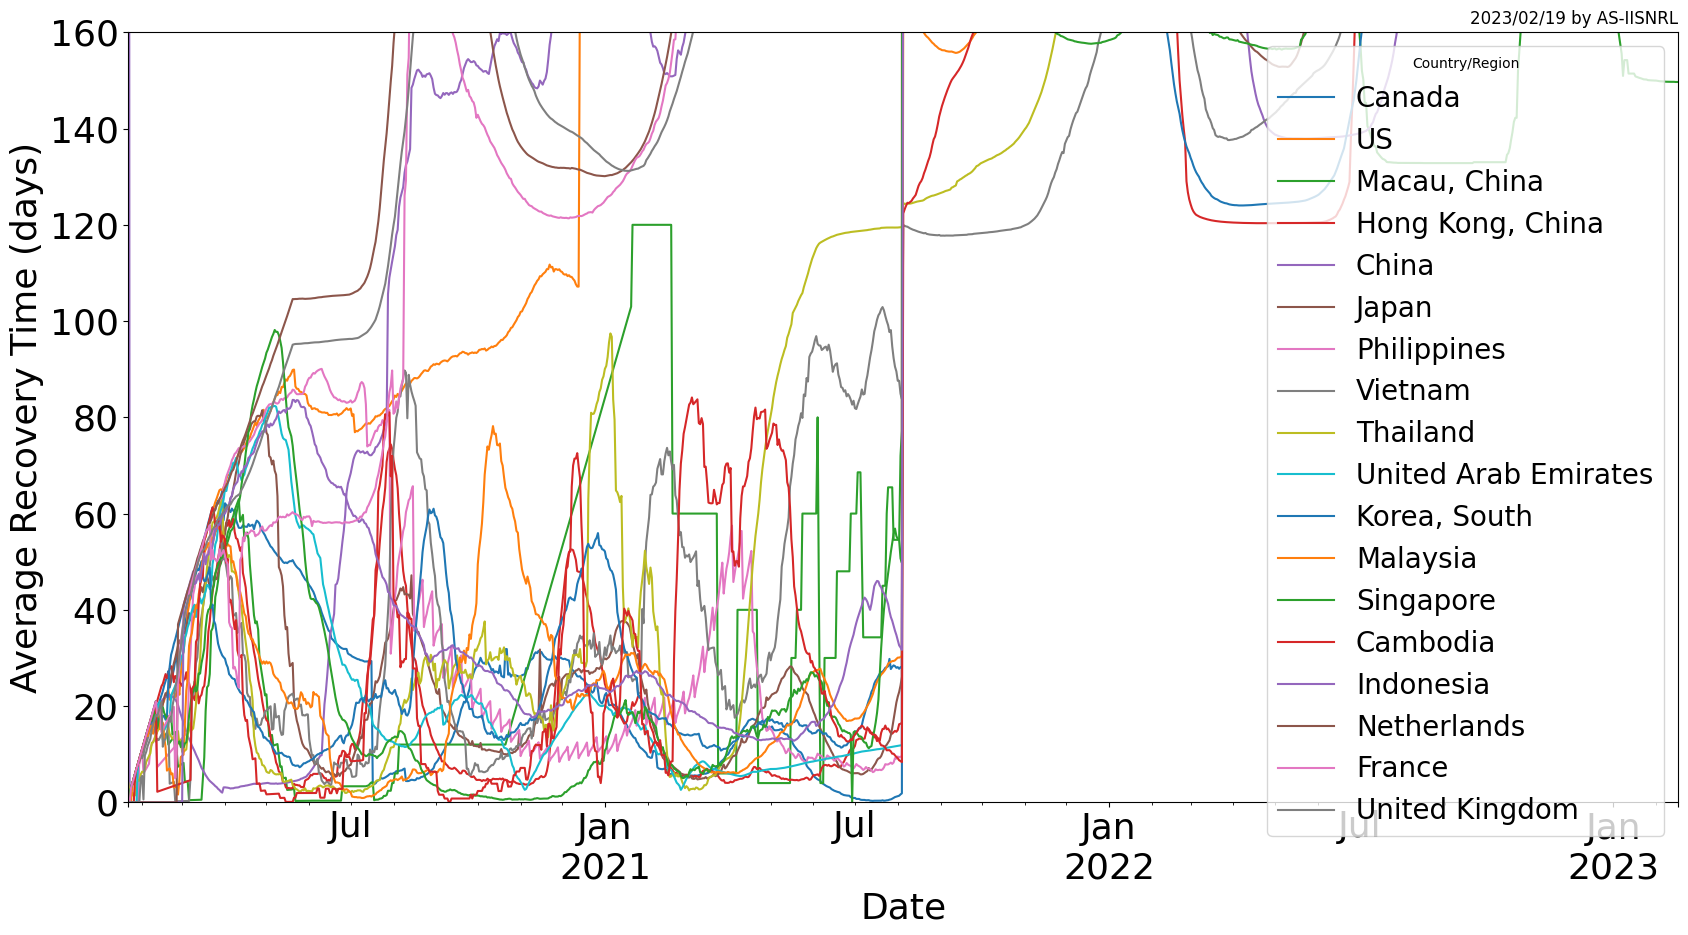 2023/02/19 by AS-IISNRL
Average Recovery Time (days)
160
140
120
100
80
60
40
20
0
Country/Region
Canada
US
Macau, China
Hong Kong, China
China
Japan
Philippines
Vietnam
Thailand
United Arab Emirates
Korea, South
Malaysia
Singapore
Cambodia
Indonesia
Netherlands
France
United Kingdom
Jul
Jan
2021
Jul
Jan
2022
Jul
Jan
2023
Date